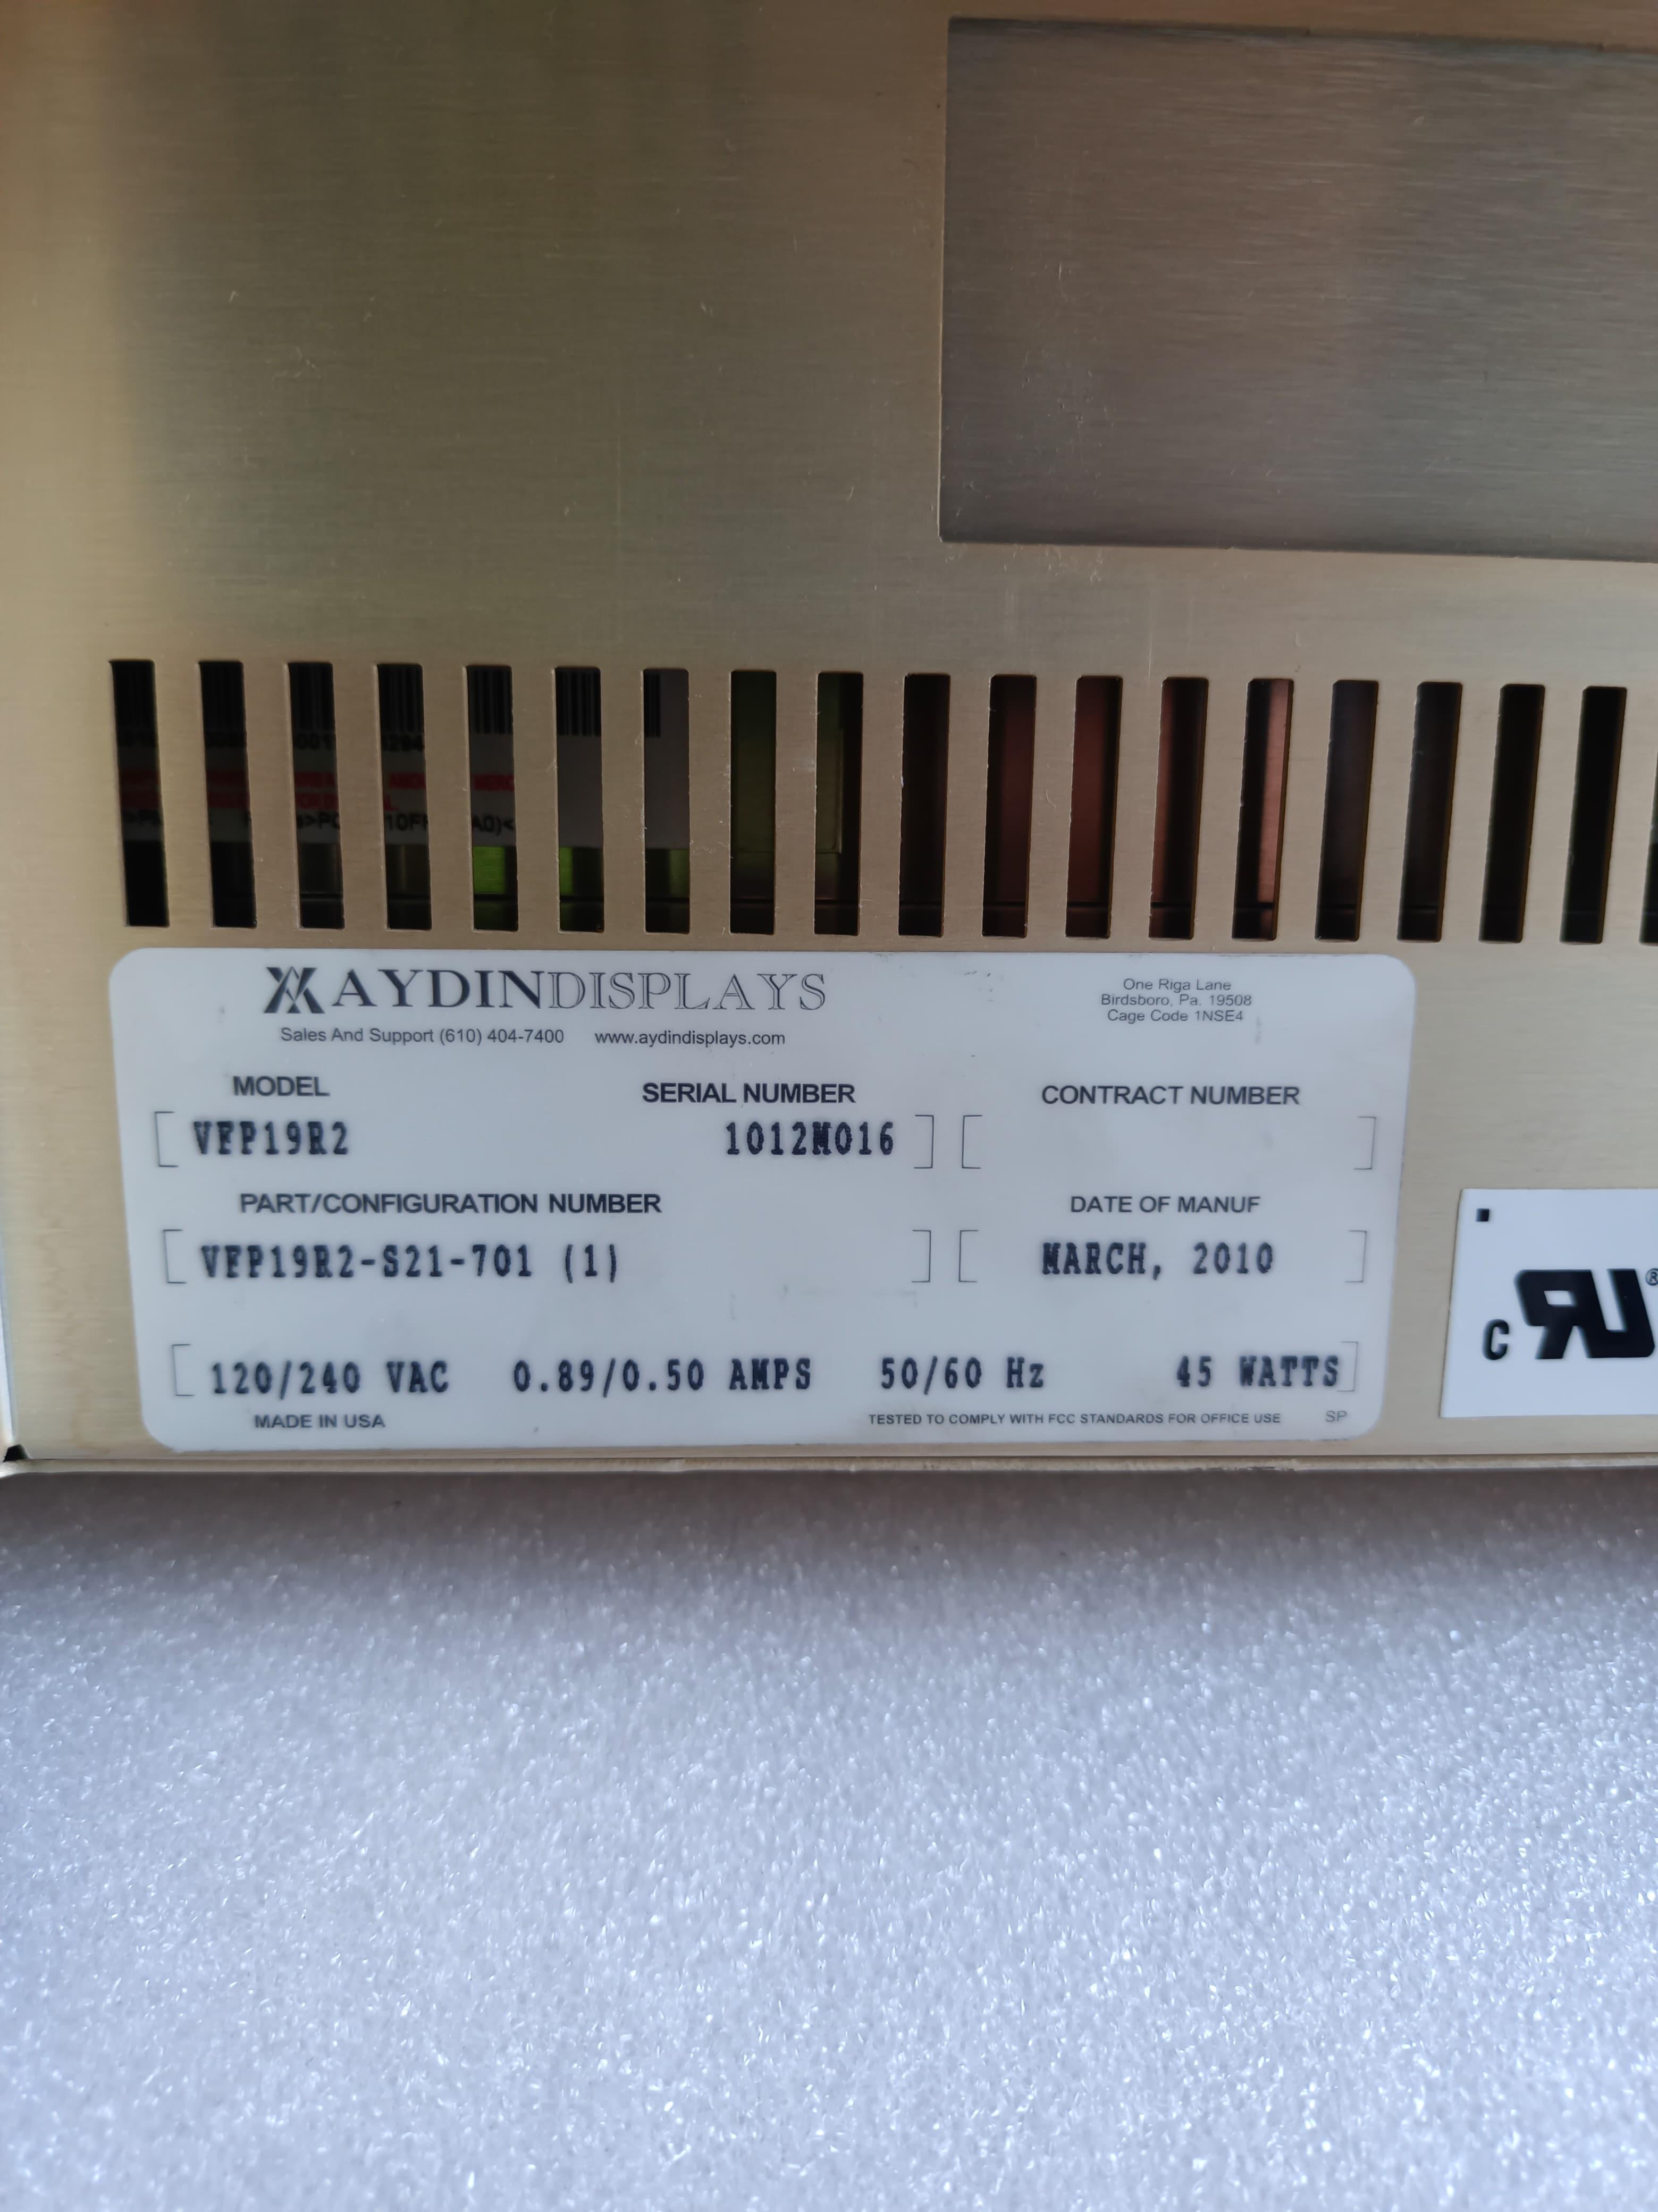 AYDINDISPLAYS
One Riga Lane
Birdsboro, Pa. 19508
Cage Code 1NSE4
Sales And Support (610) 404-7400 www.aydindisplays.com
MODEL SERIAL NUMBER CONTRACT NUMBER
VFP19R2 1012M016
PART/CONFIGURATION NUMBER DATE OF MANUF
VFP19R2-S21-701 (1) MARCH, 2010
120/240 VAC 0.89/0.50 AMPS 50/60 Hz 45 WATTS
MADE IN USA TESTED TO COMPLY WITH FCC STANDARDS FOR OFFICE USE SP